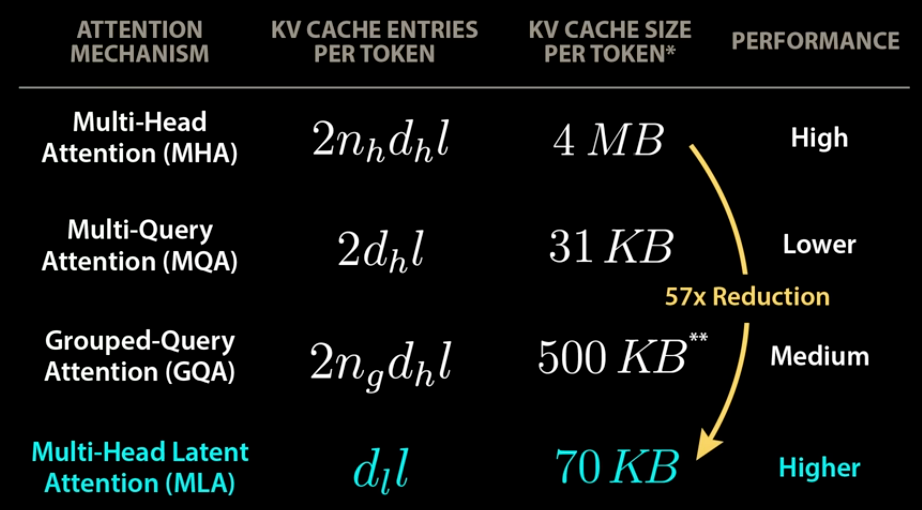 ATTENTION MECHANISM
KV CACHE ENTRIES PER TOKEN
KV CACHE SIZE PER TOKEN*
PERFORMANCE
Multi-Head Attention (MHA)
2n_h d_h l
4 MB
High
Multi-Query Attention (MQA)
2d_h l
31 KB
Lower
57x Reduction
Grouped-Query Attention (GQA)
2n_g d_h l
500 KB**
Medium
Multi-Head Latent Attention (MLA)
d_l l
70 KB
Higher